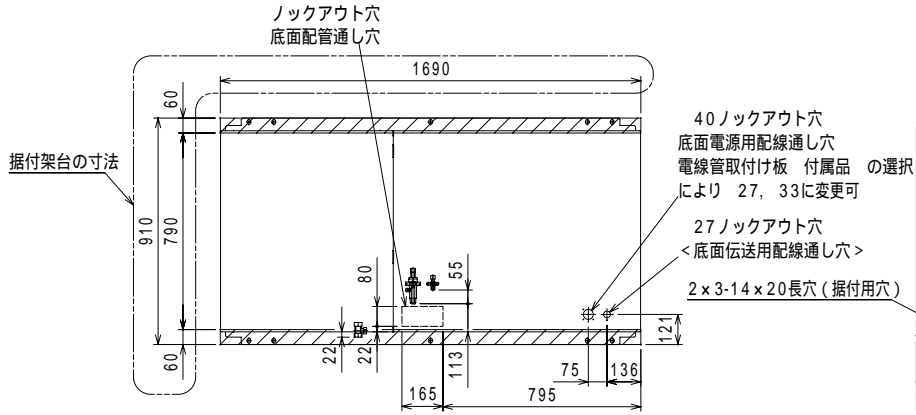 ノックアウト穴
底面配管通し穴
1690
60
40ノックアウト穴
底面電源用配線通し穴
電線管取付け板 付属品 の選択
により 27, 33に変更可
据付架台の寸法
910
790
27ノックアウト穴
<底面伝送用配線通し穴>
80
55
2×3-14×20長穴(据付用穴)
121
60
22
22
113
75
136
165
795